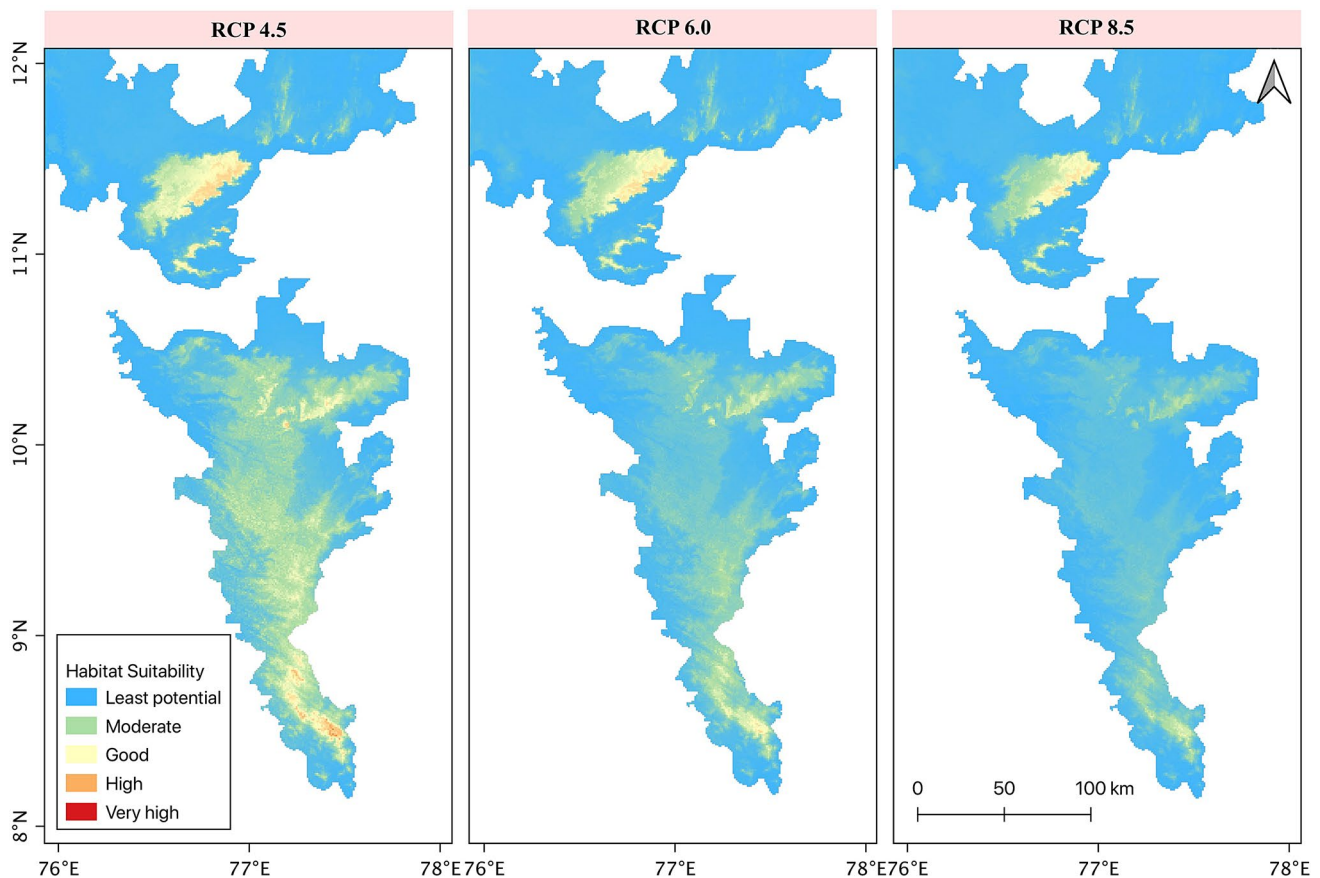 RCP 4.5
RCP 6.0
RCP 8.5
12°N
11°N
10°N
9°N
8°N
Habitat Suitability
Least potential
Moderate
Good
High
Very high
0 50 100 km
76°E 77°E 78°E 76°E 77°E 78°E 76°E 77°E 78°E